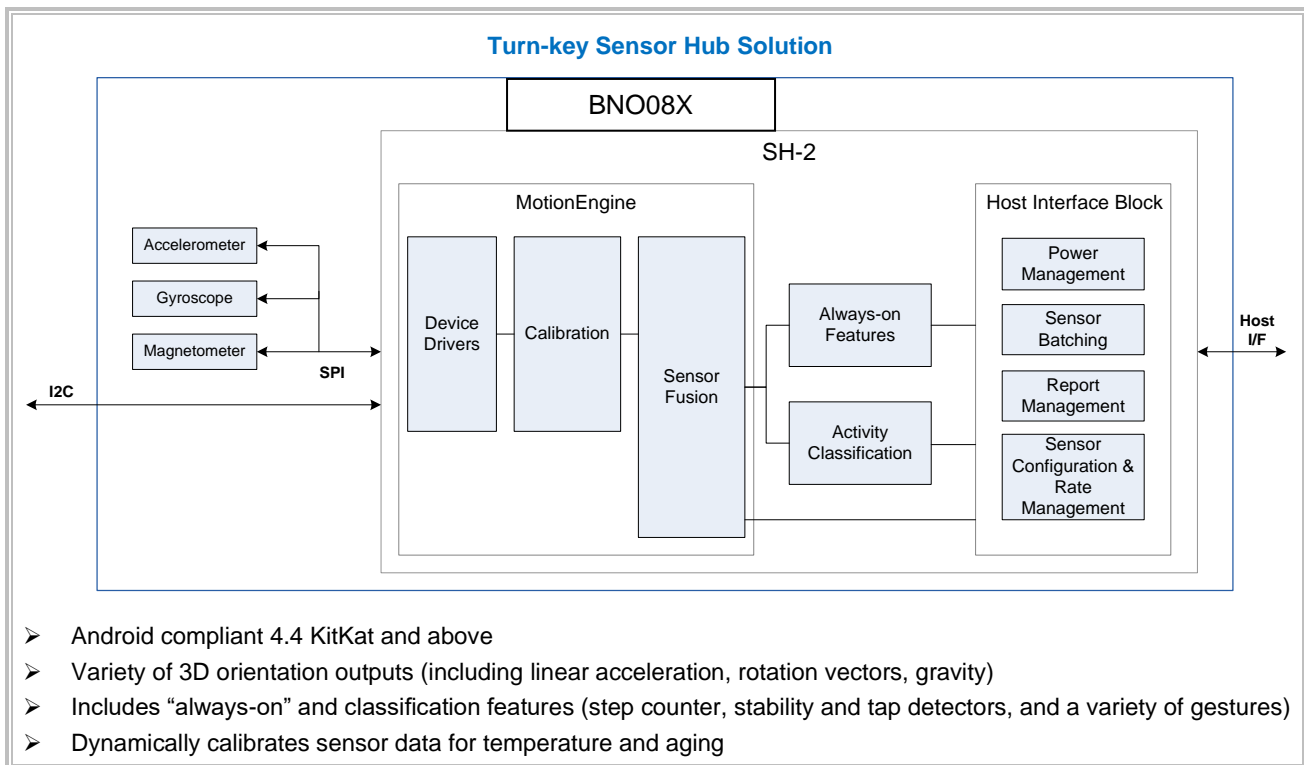 Turn-key Sensor Hub Solution
BNO08X
SH-2
MotionEngine
Host Interface Block
Accelerometer
Gyroscope
Magnetometer
SPI
I2C
Device
Drivers
Calibration
Sensor
Fusion
Always-on
Features
Activity
Classification
Power
Management
Sensor
Batching
Report
Management
Sensor
Configuration &
Rate
Management
Host
I/F
➢ Android compliant 4.4 KitKat and above
➢ Variety of 3D orientation outputs (including linear acceleration, rotation vectors, gravity)
➢ Includes “always-on” and classification features (step counter, stability and tap detectors, and a variety of gestures)
➢ Dynamically calibrates sensor data for temperature and aging